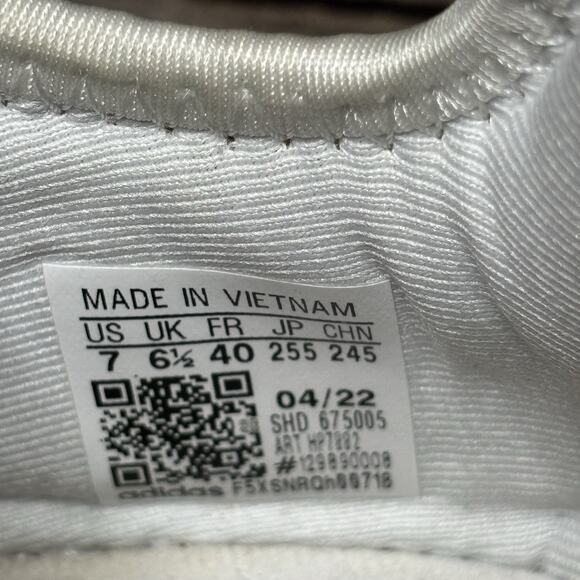 MADE IN VIETNAM
US UK FR JP CHN
7 6½ 40 255 245
04/22
SHD 675005
ART HP7882
#129890008
adidas F5XSNRQh00718